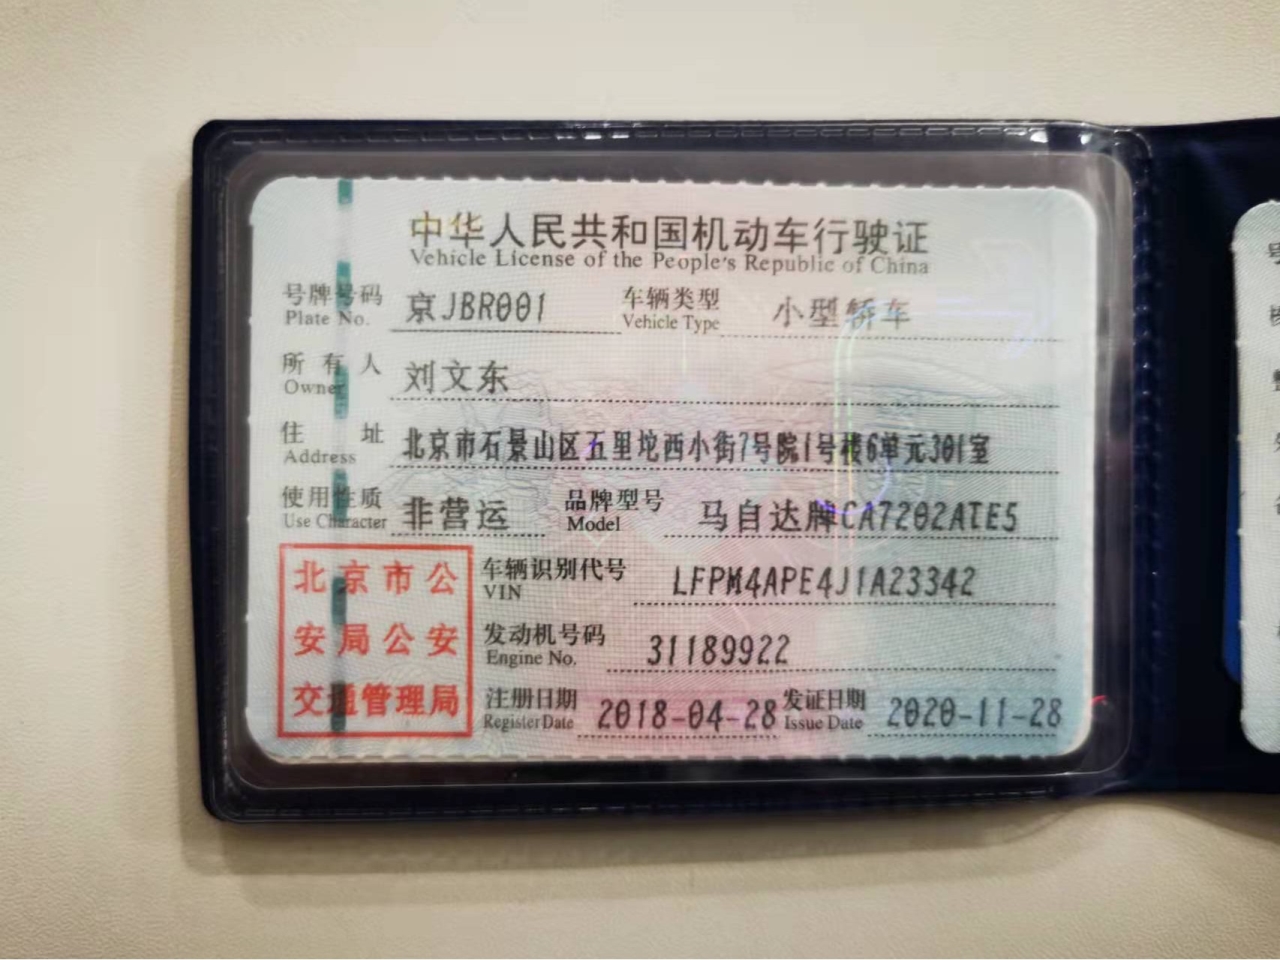 中华人民共和国机动车行驶证
Vehicle License of the People's Republic of China
号牌号码 京JBR001 车辆类型 小型轿车
Plate No. Vehicle Type
所有人 刘文东
Owner
住址 北京市石景山区五里坨西小街7号院1号楼6单元301室
Address
使用性质 非营运 品牌型号 马自达牌CA7202ATE5
Use Character Model
北京市公
安局公安
交通管理局
车辆识别代号 LFPM4APE4J1A23342
VIN
发动机号码 31189922
Engine No.
注册日期 2018-04-28 发证日期 2020-11-28
Register Date Issue Date
号